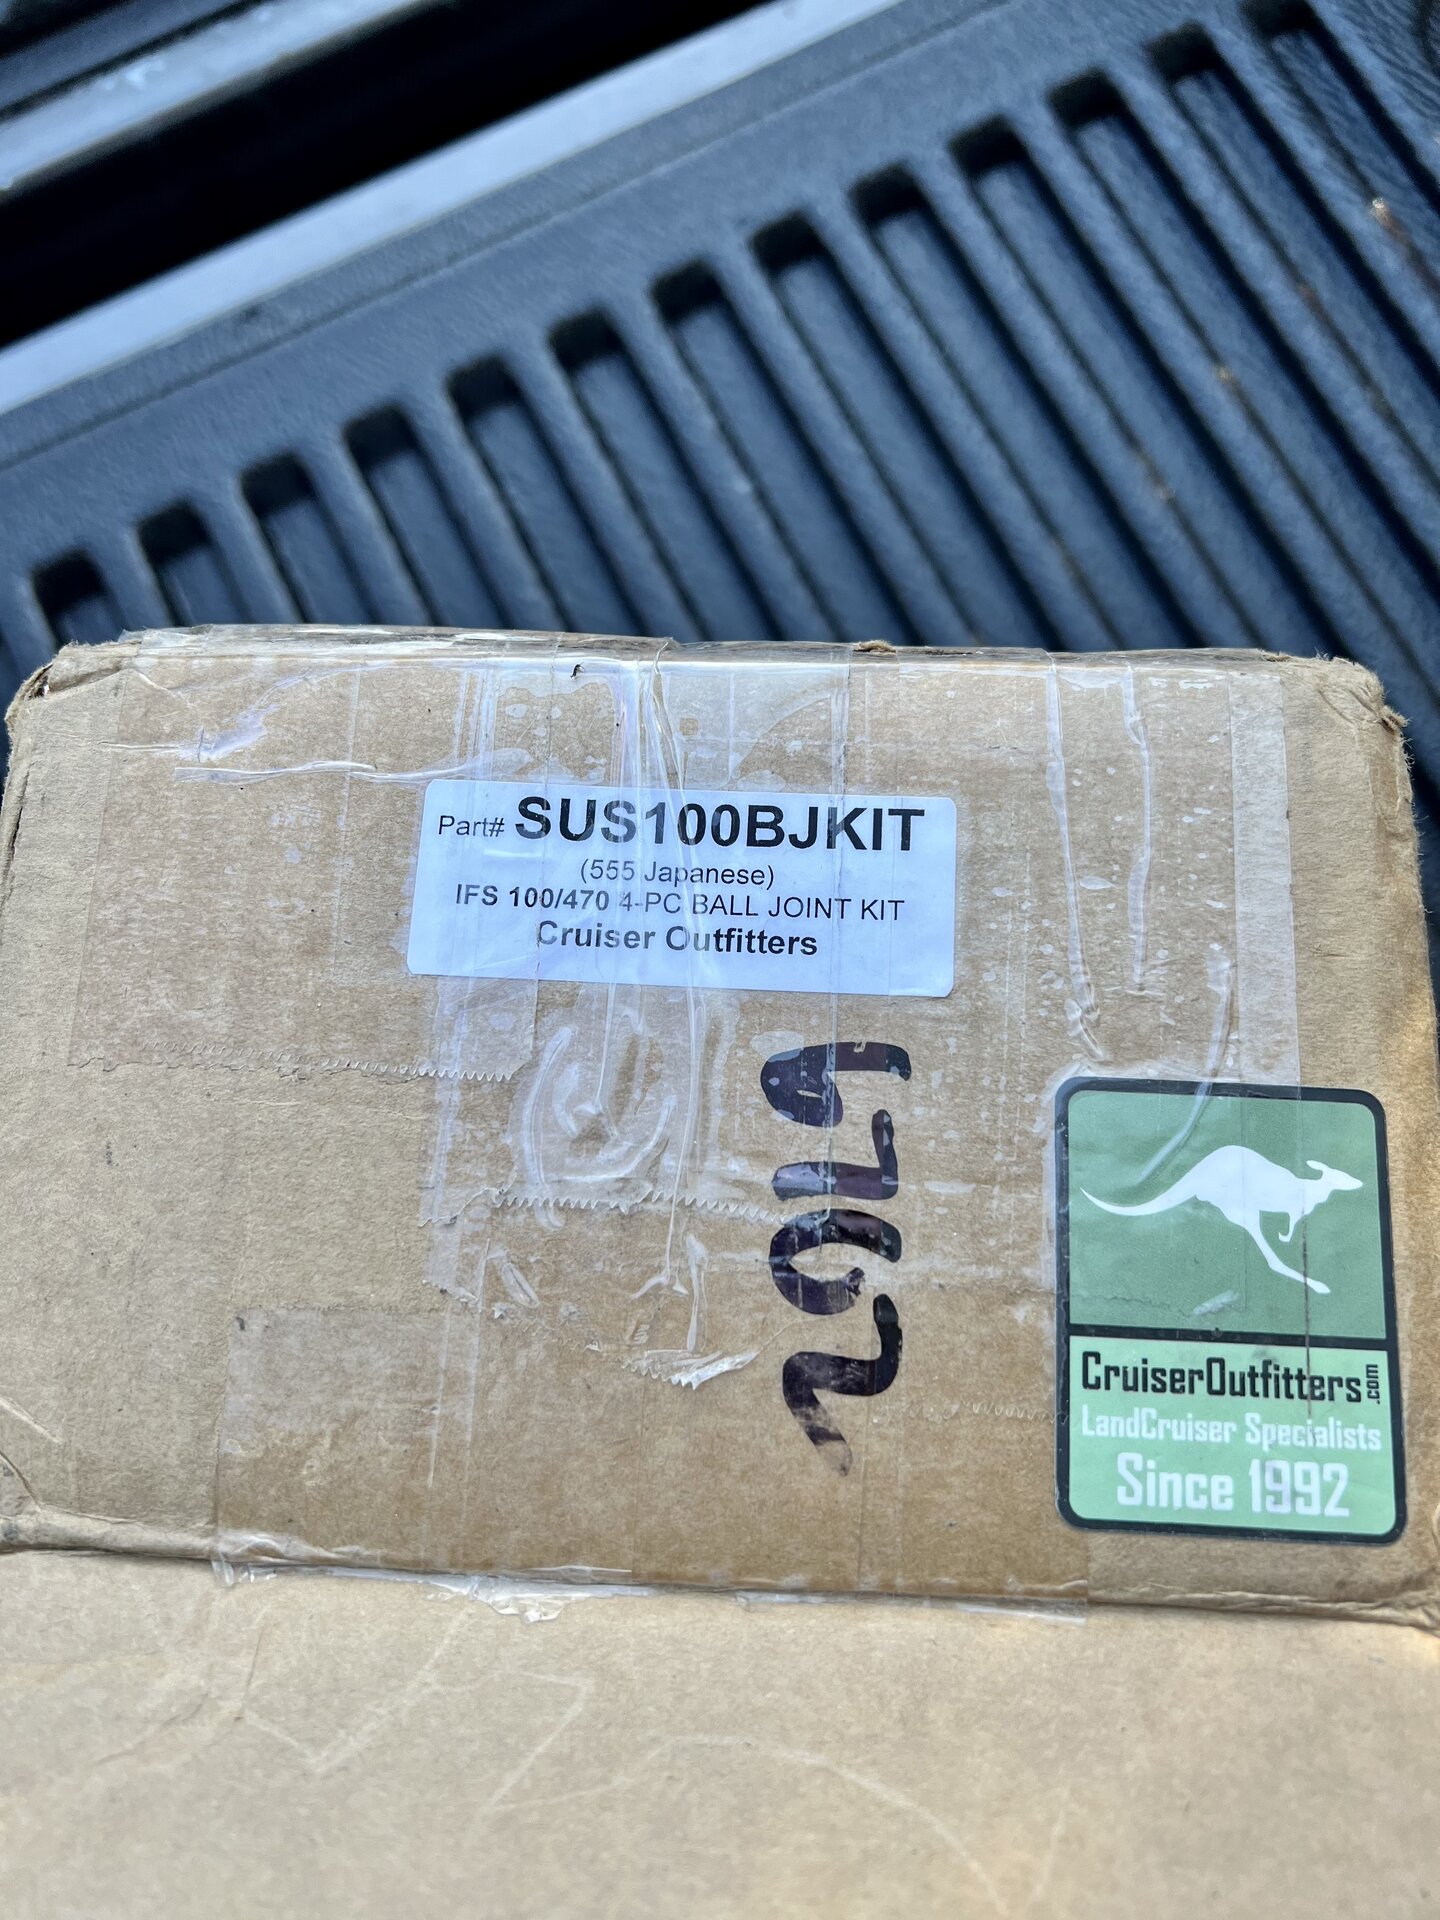 Part# SUS100BJKIT
(555 Japanese)
IFS 100/470 4-PC BALL JOINT KIT
Cruiser Outfitters
2019
CruiserOutfitters.com
LandCruiser Specialists
Since 1992